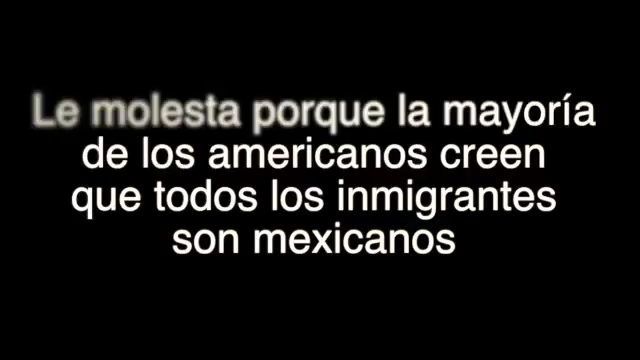 Le molesta porque la mayoría
de los americanos creen
que todos los inmigrantes
son mexicanos